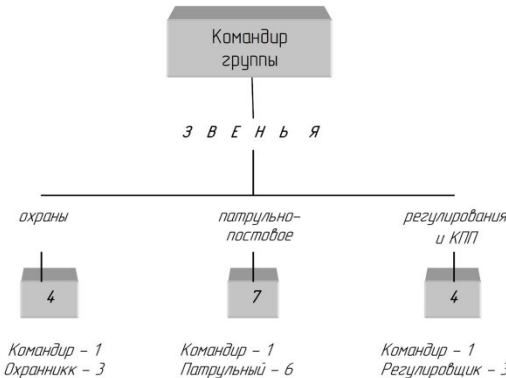 Командир
группы
З В Е Н Ь Я
охраны
патрульно-
постовое
регулирования
и КПП
4
7
4
Командир - 1
Охранникк - 3
Командир - 1
Патрульный - 6
Командир - 1
Регулировщик - 3